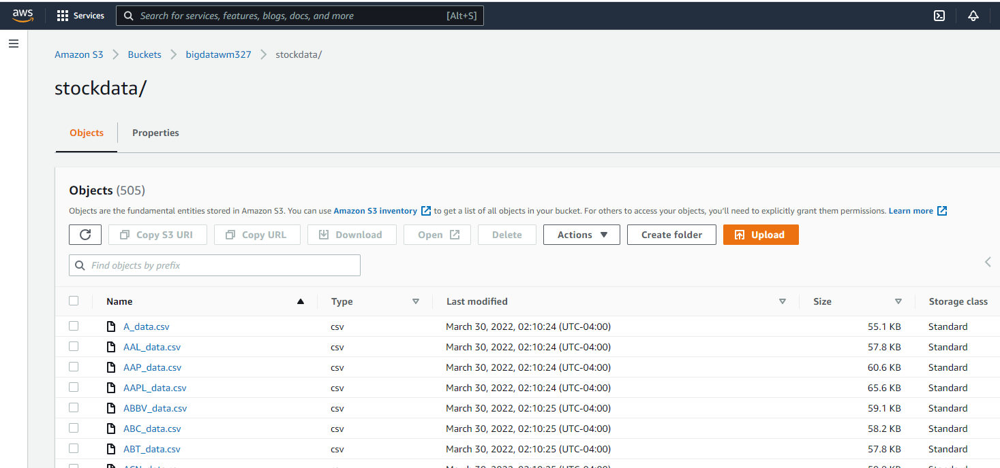 aws Services Search for services, features, blogs, docs, and more [Alt+S]
Amazon S3 Buckets bigdatawm327 stockdata/
stockdata/
Objects Properties
Objects (505)
Objects are the fundamental entities stored in Amazon S3. You can use Amazon S3 inventory to get a list of all objects in your bucket. For others to access your objects, you'll need to explicitly grant them permissions. Learn more
Copy S3 URI Copy URL Download Open Delete Actions Create folder Upload
Find objects by prefix
Name Type Last modified Size Storage class
A_data.csv csv March 30, 2022, 02:10:24 (UTC-04:00) 55.1 KB Standard
AAL_data.csv csv March 30, 2022, 02:10:24 (UTC-04:00) 57.8 KB Standard
AAP_data.csv csv March 30, 2022, 02:10:24 (UTC-04:00) 60.6 KB Standard
AAPL_data.csv csv March 30, 2022, 02:10:24 (UTC-04:00) 65.6 KB Standard
ABBV_data.csv csv March 30, 2022, 02:10:25 (UTC-04:00) 59.1 KB Standard
ABC_data.csv csv March 30, 2022, 02:10:25 (UTC-04:00) 58.2 KB Standard
ABT_data.csv csv March 30, 2022, 02:10:25 (UTC-04:00) 57.8 KB Standard